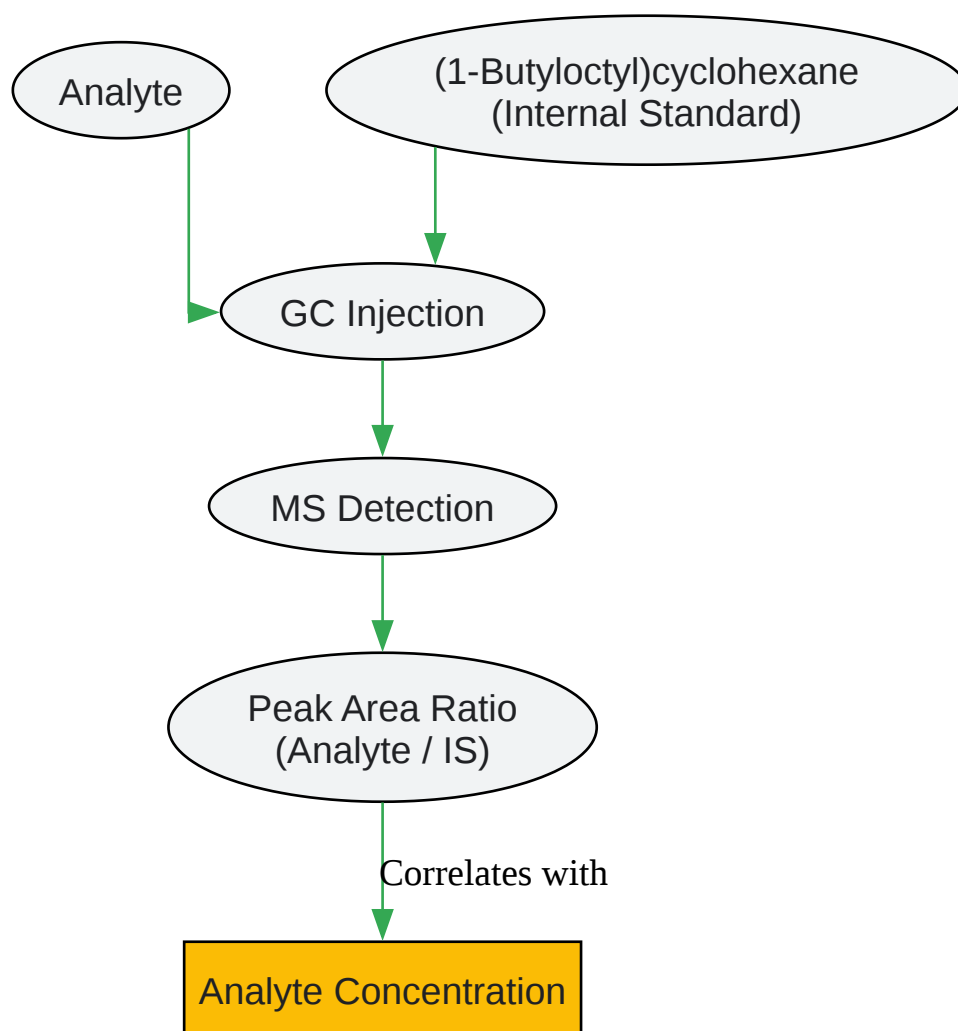 Analyte
(1-Butyloctyl)cyclohexane
(Internal Standard)
GC Injection
MS Detection
Peak Area Ratio
(Analyte / IS)
Correlates with
Analyte Concentration